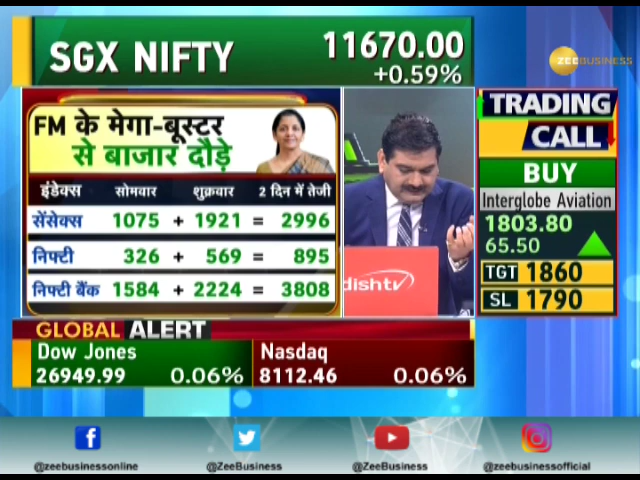 SGX NIFTY
11670.00
+0.59%
ZEEBUSINESS
FM के मेगा-बूस्टर
से बाजार दौड़े
इंडेक्स सोमवार शुक्रवार 2 दिन में तेजी
सेंसेक्स 1075 + 1921 = 2996
निफ्टी 326 + 569 = 895
निफ्टी बैंक 1584 + 2224 = 3808
dishtv
TRADING
CALL
BUY
Interglobe Aviation
1803.80
65.50
TGT 1860
SL 1790
GLOBAL ALERT
Dow Jones
26949.99 0.06%
Nasdaq
8112.46 0.06%
@zeebusinessonline
@ZeeBusiness
@ZeeBusiness
@zeebusinessofficial